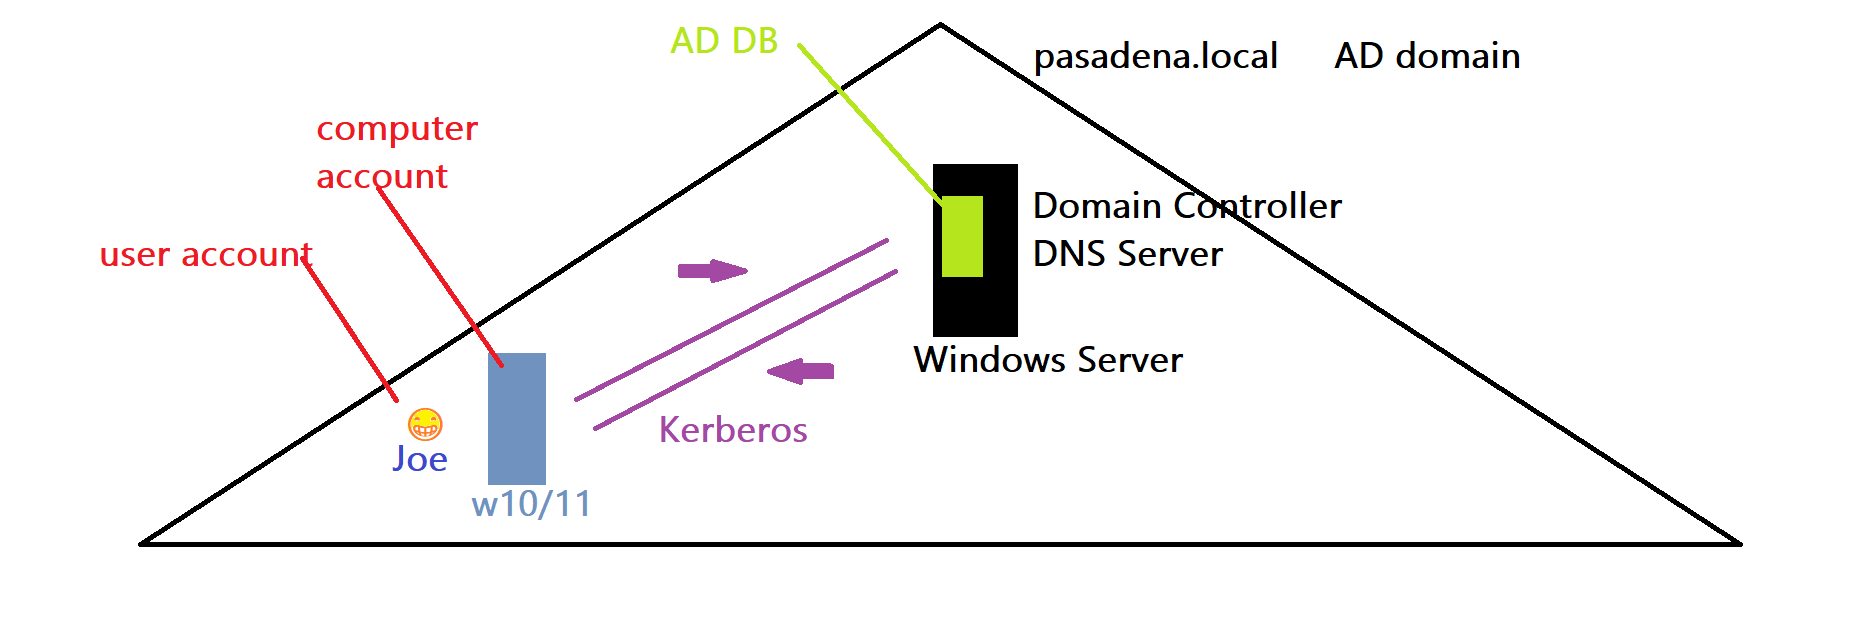 AD DB
pasadena.local AD domain
computer
account
user account
Domain Controller
DNS Server
Windows Server
Kerberos
Joe
w10/11